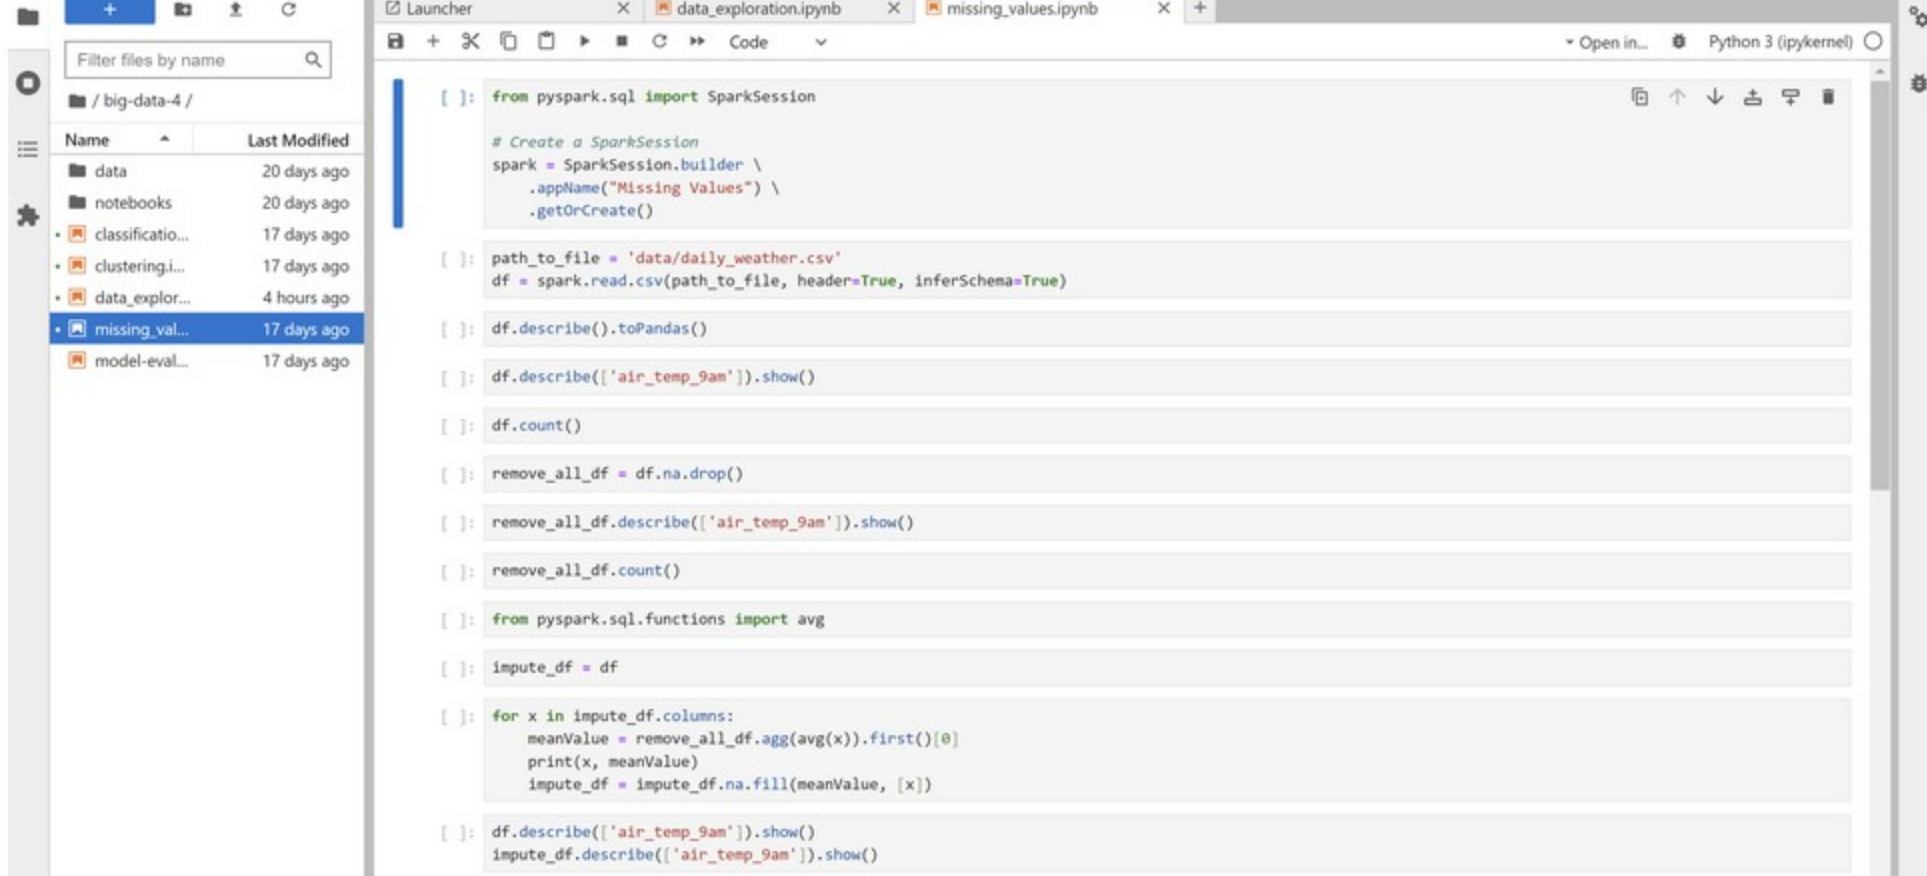 Launcher
data_exploration.ipynb
missing_values.ipynb
Filter files by name
Code
Open in...
Python 3 (ipykernel)
/ big-data-4 /
Name Last Modified
data 20 days ago
notebooks 20 days ago
classificatio... 17 days ago
clustering.i... 17 days ago
data_explor... 4 hours ago
missing_val... 17 days ago
model-eval... 17 days ago
[ ]: from pyspark.sql import SparkSession
# Create a SparkSession
spark = SparkSession.builder \
.appName("Missing Values") \
.getOrCreate()
[ ]: path_to_file = 'data/daily_weather.csv'
df = spark.read.csv(path_to_file, header=True, inferSchema=True)
[ ]: df.describe().toPandas()
[ ]: df.describe(['air_temp_9am']).show()
[ ]: df.count()
[ ]: remove_all_df = df.na.drop()
[ ]: remove_all_df.describe(['air_temp_9am']).show()
[ ]: remove_all_df.count()
[ ]: from pyspark.sql.functions import avg
[ ]: impute_df = df
[ ]: for x in impute_df.columns:
meanValue = remove_all_df.agg(avg(x)).first()[0]
print(x, meanValue)
impute_df = impute_df.na.fill(meanValue, [x])
[ ]: df.describe(['air_temp_9am']).show()
impute_df.describe(['air_temp_9am']).show()